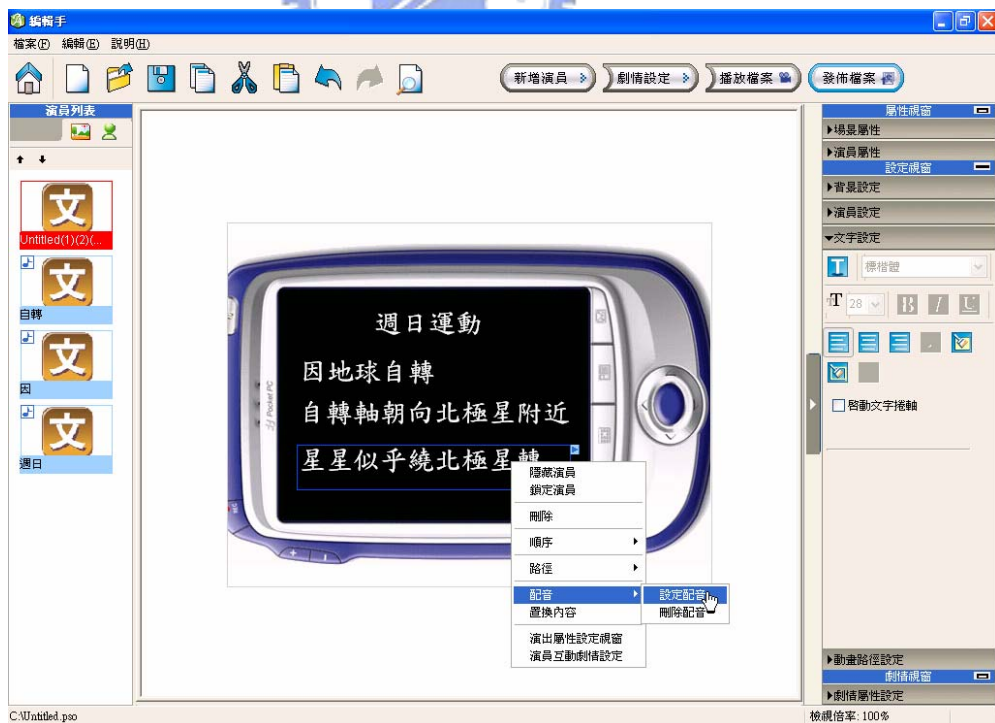 編輯手
檔案(F) 編輯(E) 說明(H)
新增演員 劇情設定 播放檔案 發佈檔案
演員列表
Untitled(1)(2)(...
自轉
因
週日
週日運動
因地球自轉
自轉軸朝向北極星附近
星星似乎繞北極星轉
Pocket PC
隱藏演員
鎖定演員
刪除
順序
路徑
配音
置換內容
演出屬性設定視窗
演員互動劇情設定
設定配音
刪除配音
屬性視窗
場景屬性
演員屬性
設定視窗
背景設定
演員設定
文字設定
標楷體
28 B I U
啓動文字捲軸
動畫路徑設定
劇情視窗
劇情屬性設定
C:\Untitled.pso
檢視倍率: 100%